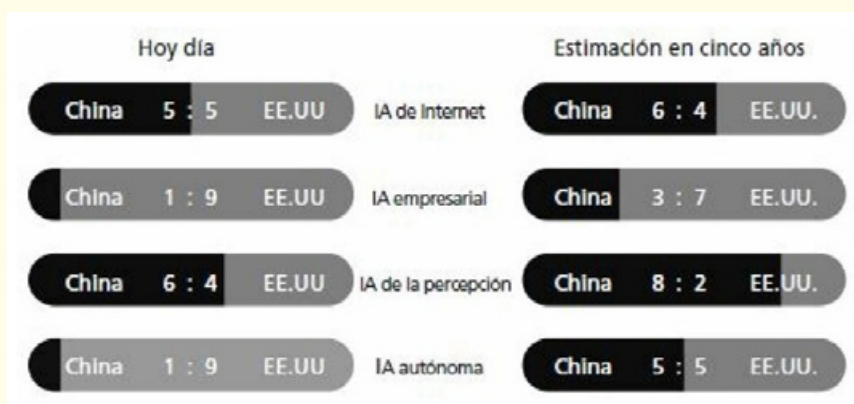 Hoy día Estimación en cinco años
China 5 : 5 EE.UU IA de Internet China 6 : 4 EE.UU.
China 1 : 9 EE.UU IA empresarial China 3 : 7 EE.UU.
China 6 : 4 EE.UU IA de la percepción China 8 : 2 EE.UU.
China 1 : 9 EE.UU IA autónoma China 5 : 5 EE.UU.